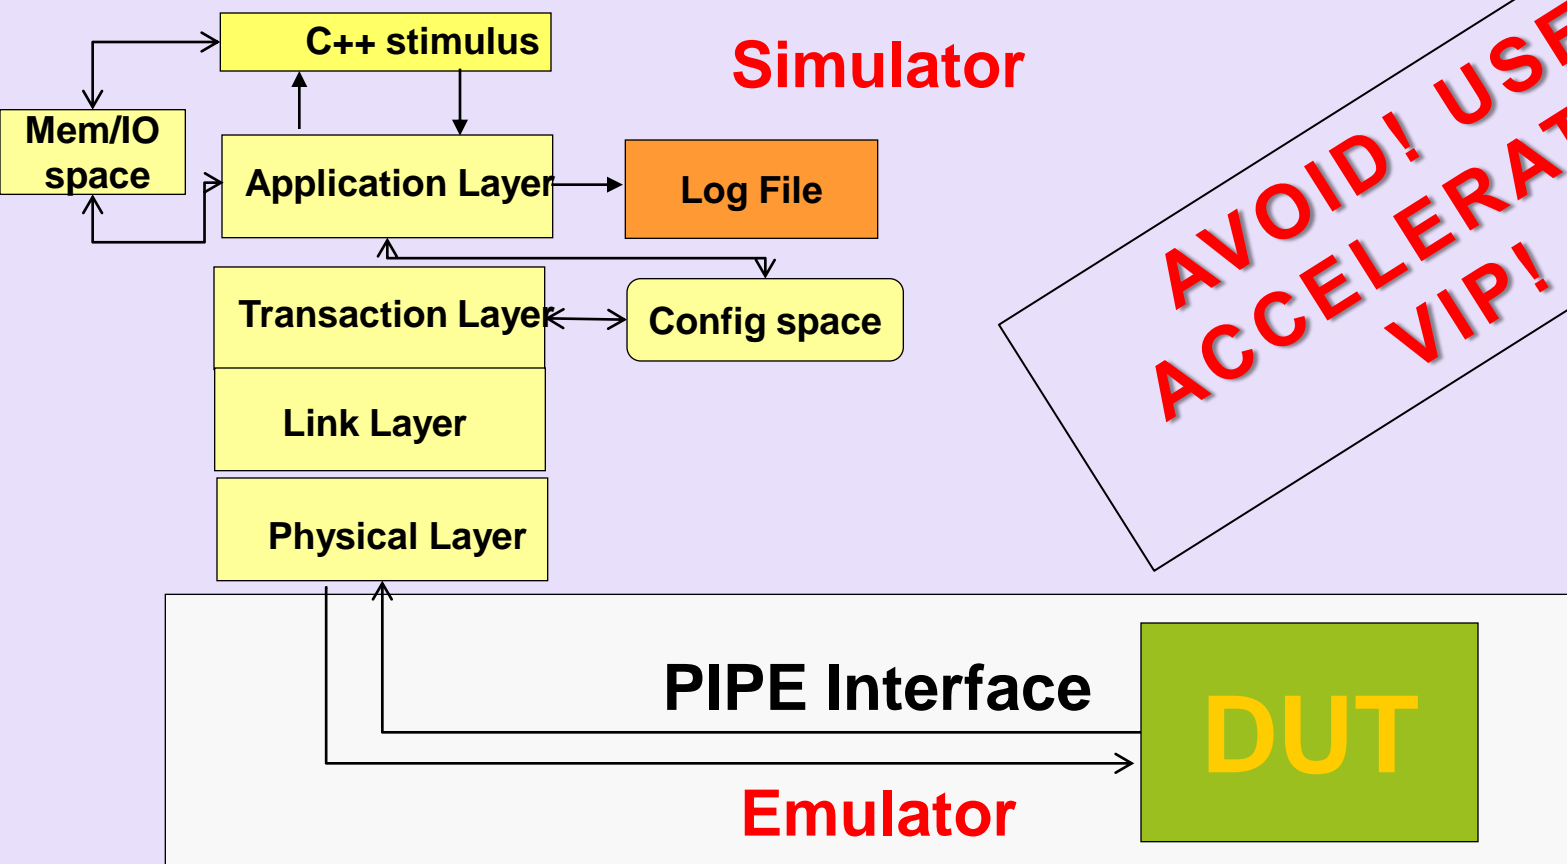 C++ stimulus
Simulator
Mem/IO
space
Application Layer
Log File
AVOID!
ACCELERAT
VIP!
Transaction Layer
Config space
Link Layer
Physical Layer
PIPE Interface
DUT
Emulator